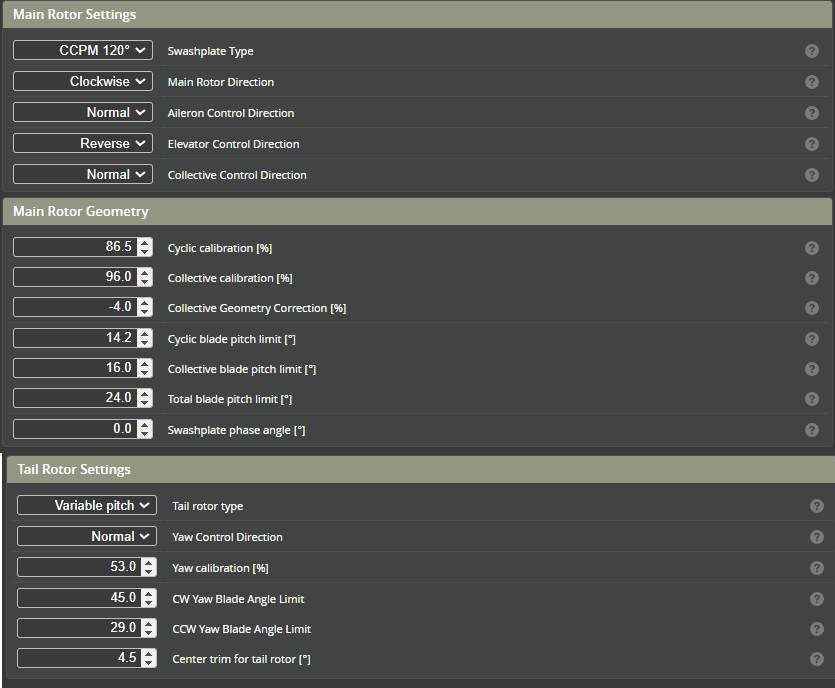 Main Rotor Settings
CCPM 120° Swashplate Type ?
Clockwise Main Rotor Direction ?
Normal Aileron Control Direction ?
Reverse Elevator Control Direction ?
Normal Collective Control Direction ?
Main Rotor Geometry
86.5 Cyclic calibration [%] ?
96.0 Collective calibration [%] ?
-4.0 Collective Geometry Correction [%] ?
14.2 Cyclic blade pitch limit [°] ?
16.0 Collective blade pitch limit [°] ?
24.0 Total blade pitch limit [°] ?
0.0 Swashplate phase angle [°] ?
Tail Rotor Settings
Variable pitch Tail rotor type ?
Normal Yaw Control Direction ?
53.0 Yaw calibration [%] ?
45.0 CW Yaw Blade Angle Limit ?
29.0 CCW Yaw Blade Angle Limit ?
4.5 Center trim for tail rotor [°] ?